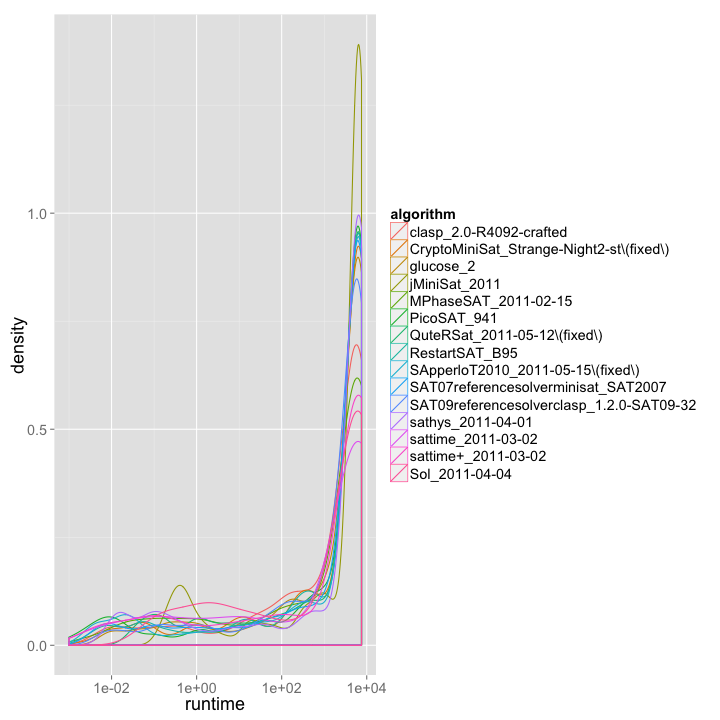 density
1.0
0.5
0.0
1e-02 1e+00 1e+02 1e+04
runtime
algorithm
clasp_2.0-R4092-crafted
CryptoMiniSat_Strange-Night2-st\(fixed\)
glucose_2
jMiniSat_2011
MPhaseSAT_2011-02-15
PicoSAT_941
QuteRSat_2011-05-12\(fixed\)
RestartSAT_B95
SApperloT2010_2011-05-15\(fixed\)
SAT07referencesolverminisat_SAT2007
SAT09referencesolverclasp_1.2.0-SAT09-32
sathys_2011-04-01
sattime_2011-03-02
sattime+_2011-03-02
Sol_2011-04-04